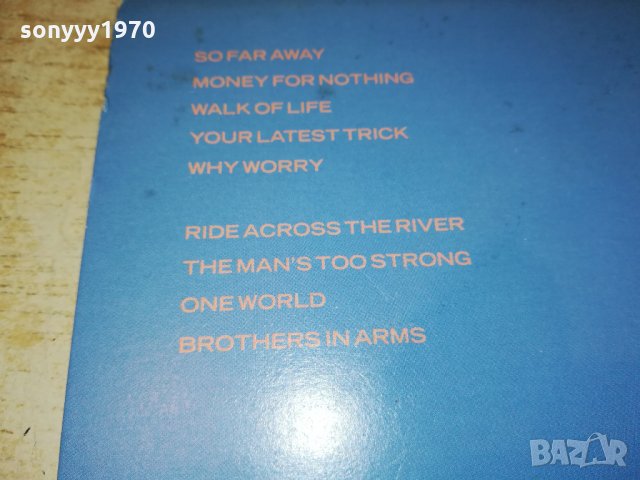 sonyyy1970
SO FAR AWAY
MONEY FOR NOTHING
WALK OF LIFE
YOUR LATEST TRICK
WHY WORRY
RIDE ACROSS THE RIVER
THE MAN'S TOO STRONG
ONE WORLD
BROTHERS IN ARMS
BAZAR